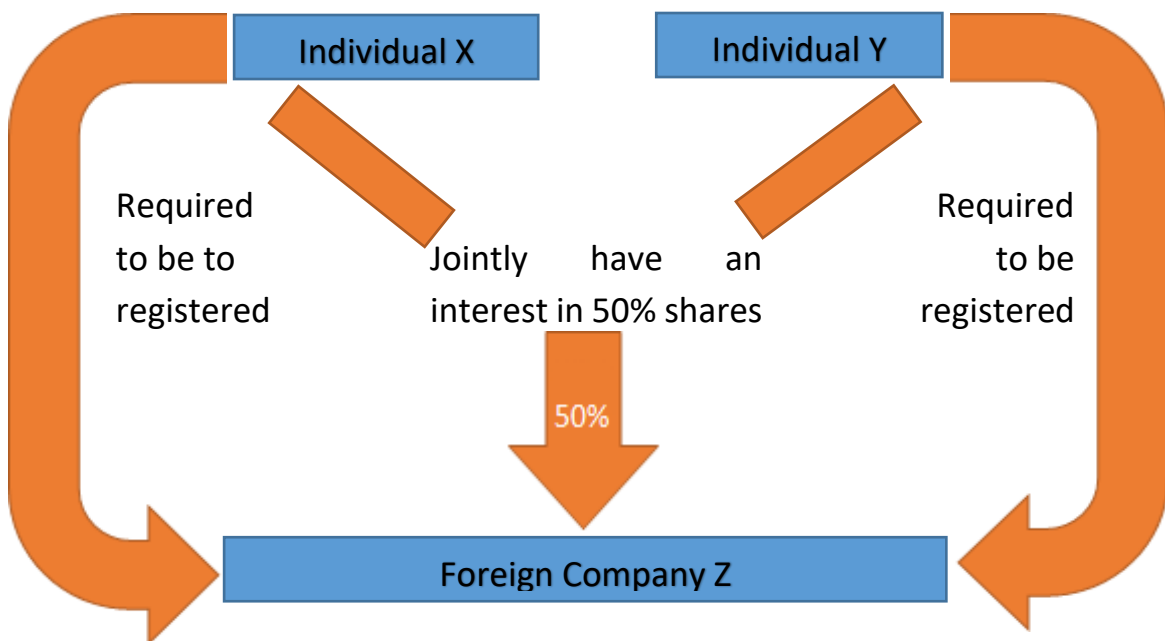 Individual X
Individual Y
Required
to be to
registered
Jointly have an
interest in 50% shares
Required
to be
registered
50%
Foreign Company Z